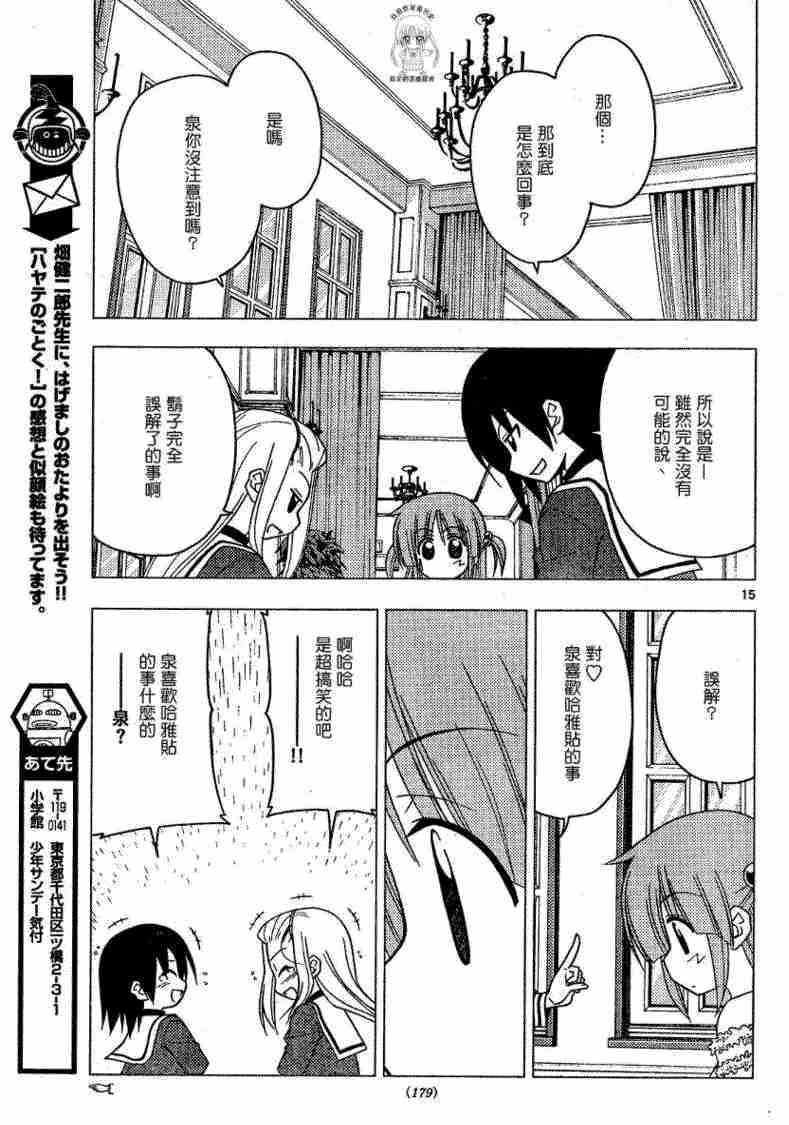 那個…
那到底
是怎麼回事?
是嗎
泉你沒注意到嗎?
所以說是ー
雖然完全沒有
可能的說、
鬍子完全
誤解了的事啊
15
誤解?
對♡
泉喜歡哈雅貼的事
啊哈哈
是超搞笑的吧
——!!
泉喜歡哈雅貼
的事什麼的
——泉?
畑健二郎先生に、はげましのおたよりを出そう!!
[ハヤテのごとく!]の感想と似顔絵も待ってます。
あて先
〒119-0141
東京都千代田区一ツ橋2-3-1
小学館 少年サンデー気付
(179)